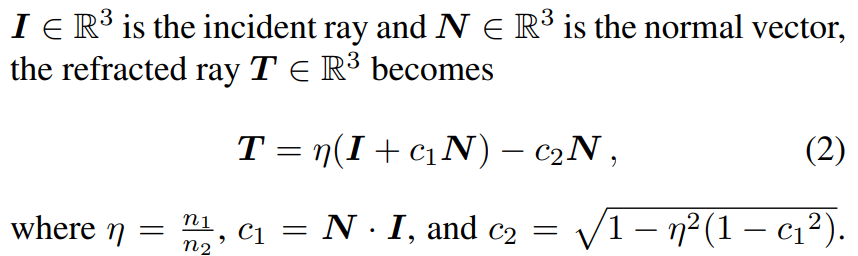 I ∈ ℝ³ is the incident ray and N ∈ ℝ³ is the normal vector,
the refracted ray T ∈ ℝ³ becomes
T = η(I + c₁N) − c₂N , (2)
where η = n₁/n₂, c₁ = N · I, and c₂ = √(1 − η²(1 − c₁²)).